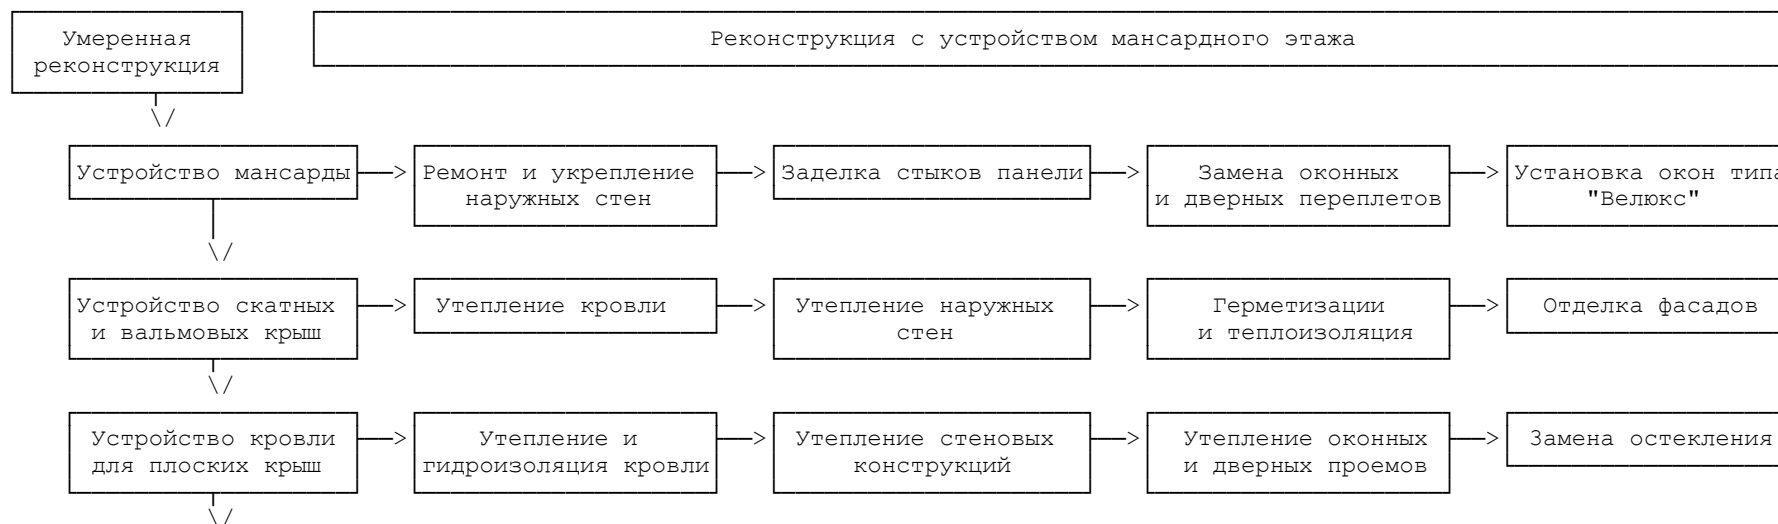 Умеренная
реконструкция
Реконструкция с устройством мансардного этажа
Устройство мансарды
Ремонт и укрепление
наружных стен
Заделка стыков панели
Замена оконных
и дверных переплетов
Установка окон типа
"Велюкс"
Устройство скатных
и вальмовых крыш
Утепление кровли
Утепление наружных
стен
Герметизации
и теплоизоляция
Отделка фасадов
Устройство кровли
для плоских крыш
Утепление и
гидроизоляция кровли
Утепление стеновых
конструкций
Утепление оконных
и дверных проемов
Замена остекления